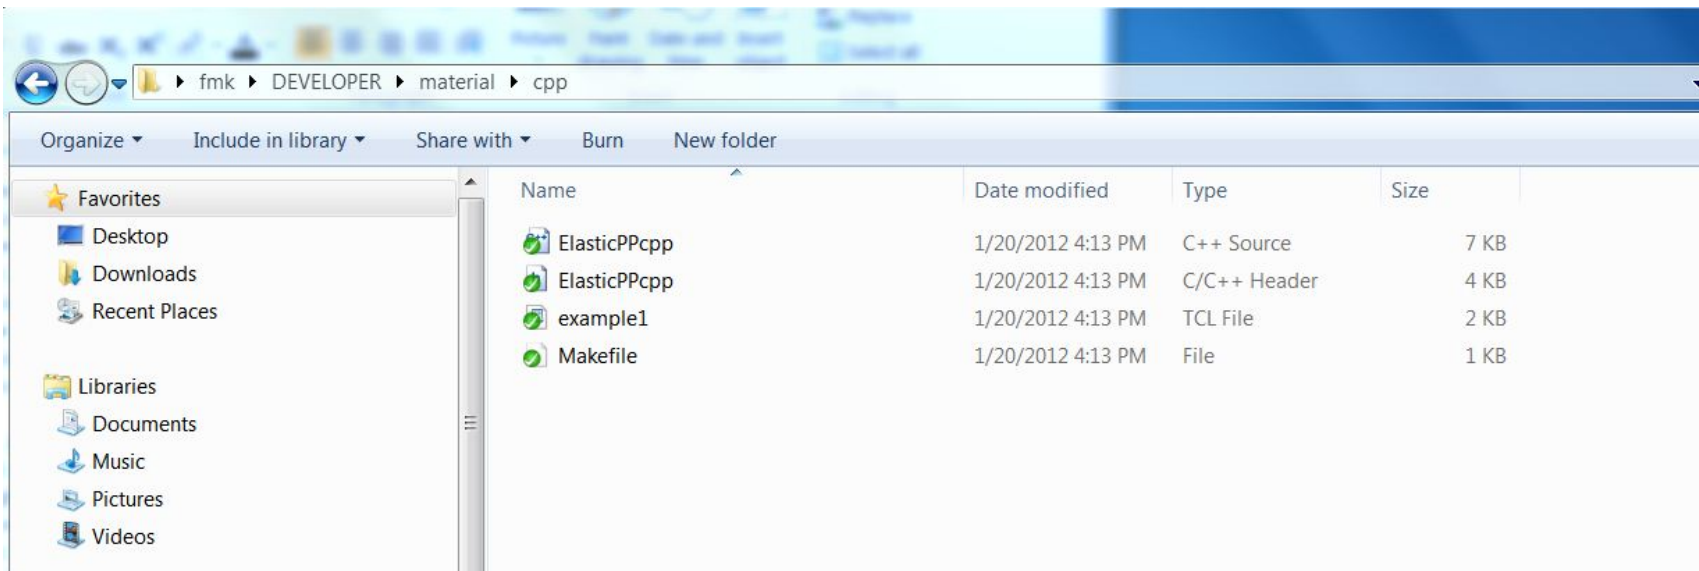 Replace
Select all
fmk DEVELOPER material cpp
Organize Include in library Share with Burn New folder
Name Date modified Type Size
Favorites
Desktop
Downloads
Recent Places
Libraries
Documents
Music
Pictures
Videos
ElasticPPcpp 1/20/2012 4:13 PM C++ Source 7 KB
ElasticPPcpp 1/20/2012 4:13 PM C/C++ Header 4 KB
example1 1/20/2012 4:13 PM TCL File 2 KB
Makefile 1/20/2012 4:13 PM File 1 KB